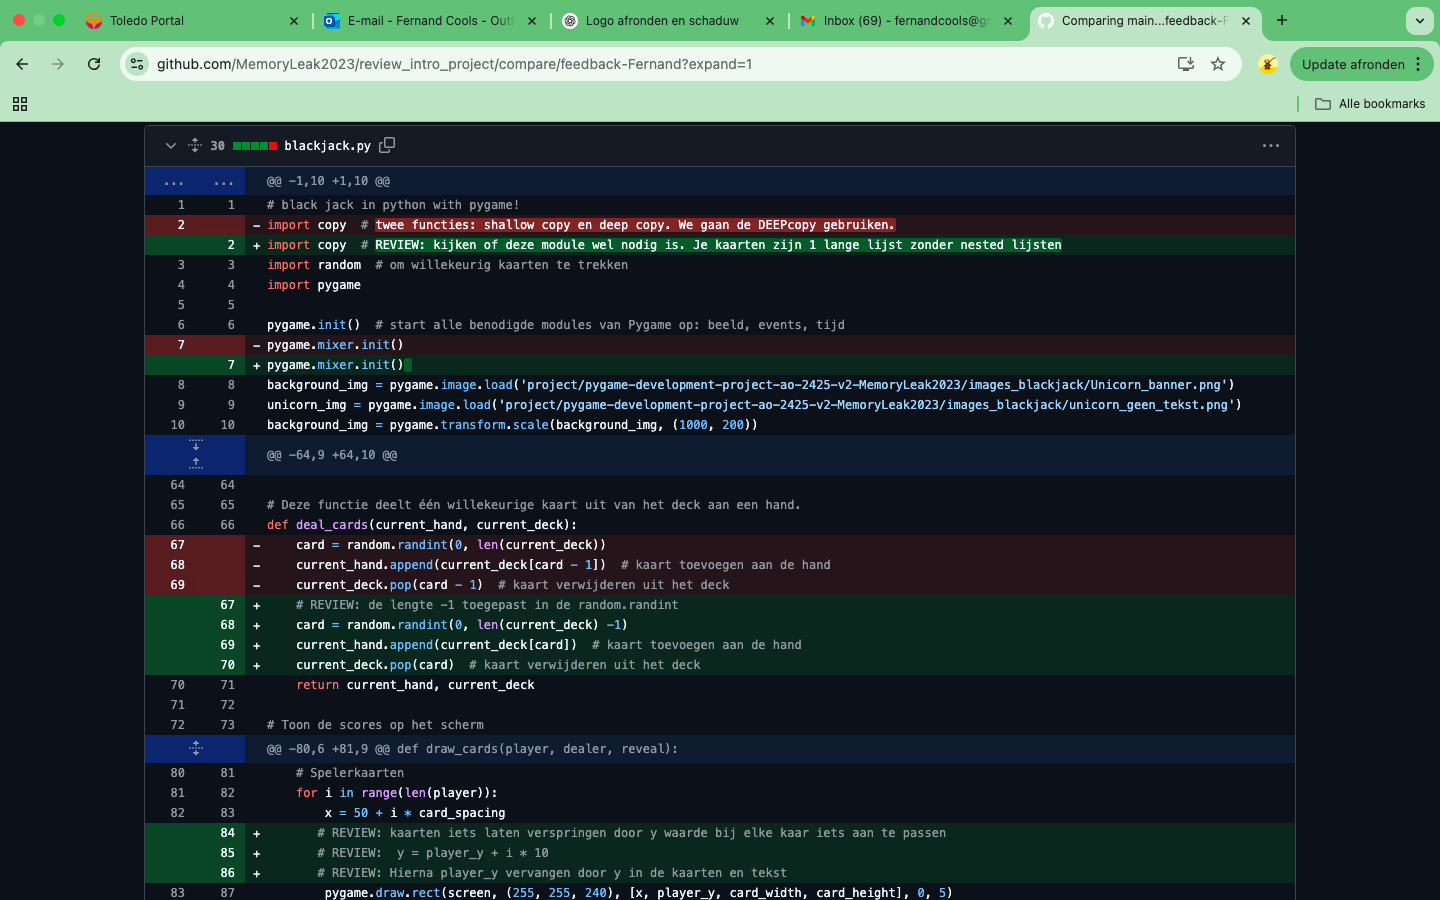 Toledo Portal
E-mail - Fernand Cools - Outl
Logo afronden en schaduw
Inbox (69) - fernandcools@g
Comparing main...feedback-F
github.com/MemoryLeak2023/review_intro_project/compare/feedback-Fernand?expand=1
Update afronden
Alle bookmarks
30 blackjack.py
... ... @@ -1,10 +1,10 @@
1 1 # black jack in python with pygame!
2 - import copy # twee functies: shallow copy en deep copy. We gaan de DEEPcopy gebruiken.
2 + import copy # REVIEW: kijken of deze module wel nodig is. Je kaarten zijn 1 lange lijst zonder nested lijsten
3 3 import random # om willekeurig kaarten te trekken
4 4 import pygame
5 5
6 6 pygame.init() # start alle benodigde modules van Pygame op: beeld, events, tijd
7 - pygame.mixer.init()
7 + pygame.mixer.init()
8 8 background_img = pygame.image.load('project/pygame-development-project-ao-2425-v2-MemoryLeak2023/images_blackjack/Unicorn_banner.png')
9 9 unicorn_img = pygame.image.load('project/pygame-development-project-ao-2425-v2-MemoryLeak2023/images_blackjack/unicorn_geen_tekst.png')
10 10 background_img = pygame.transform.scale(background_img, (1000, 200))
@@ -64,9 +64,10 @@
64 64
65 65 # Deze functie deelt één willekeurige kaart uit van het deck aan een hand.
66 66 def deal_cards(current_hand, current_deck):
67 - card = random.randint(0, len(current_deck))
68 - current_hand.append(current_deck[card - 1]) # kaart toevoegen aan de hand
69 - current_deck.pop(card - 1) # kaart verwijderen uit het deck
67 + # REVIEW: de lengte -1 toegepast in de random.randint
68 + card = random.randint(0, len(current_deck) -1)
69 + current_hand.append(current_deck[card]) # kaart toevoegen aan de hand
70 + current_deck.pop(card) # kaart verwijderen uit het deck
70 71 return current_hand, current_deck
71 72
72 73 # Toon de scores op het scherm
@@ -80,6 +81,9 @@ def draw_cards(player, dealer, reveal):
80 81 # Spelerkaarten
81 82 for i in range(len(player)):
82 83 x = 50 + i * card_spacing
84 + # REVIEW: kaarten iets laten verspringen door y waarde bij elke kaar iets aan te passen
85 + # REVIEW: y = player_y + i * 10
86 + # REVIEW: Hierna player_y vervangen door y in de kaarten en tekst
83 87 pygame.draw.rect(screen, (255, 255, 240), [x, player_y, card_width, card_height], 0, 5)